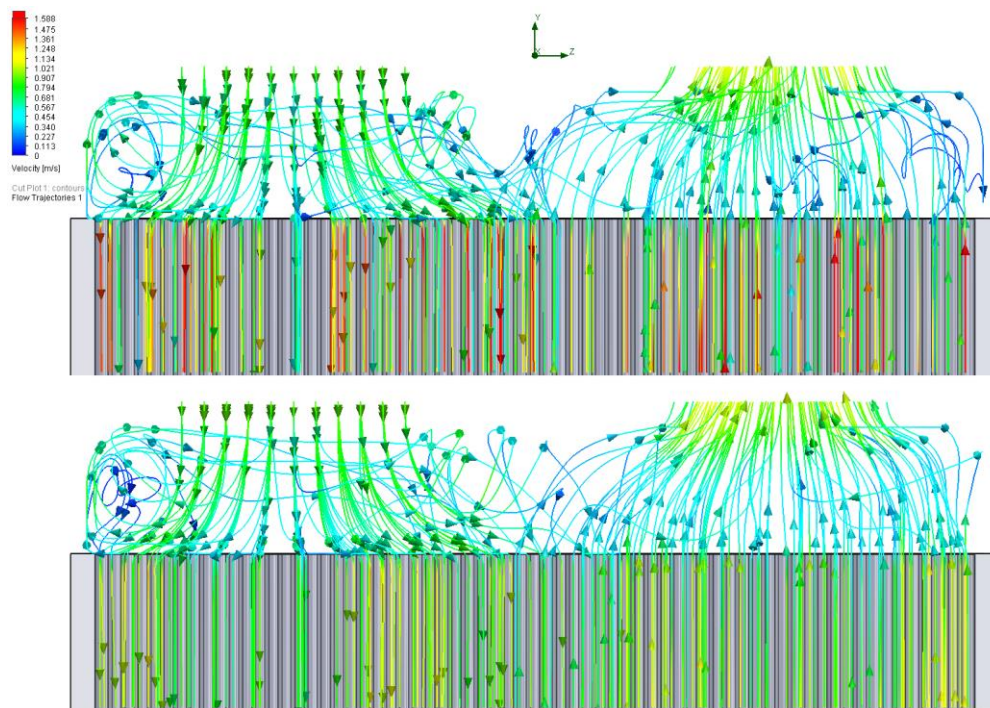 1.588
1.475
1.361
1.248
1.134
1.021
0.907
0.794
0.681
0.567
0.454
0.340
0.227
0.113
0
Velocity [m/s]
Cut Plot 1: contours
Flow Trajectories 1
Y
X
Z